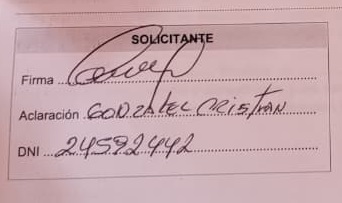 SOLICITANTE
Firma
Aclaración GONZALEZ CRISTIAN
DNI 24592442